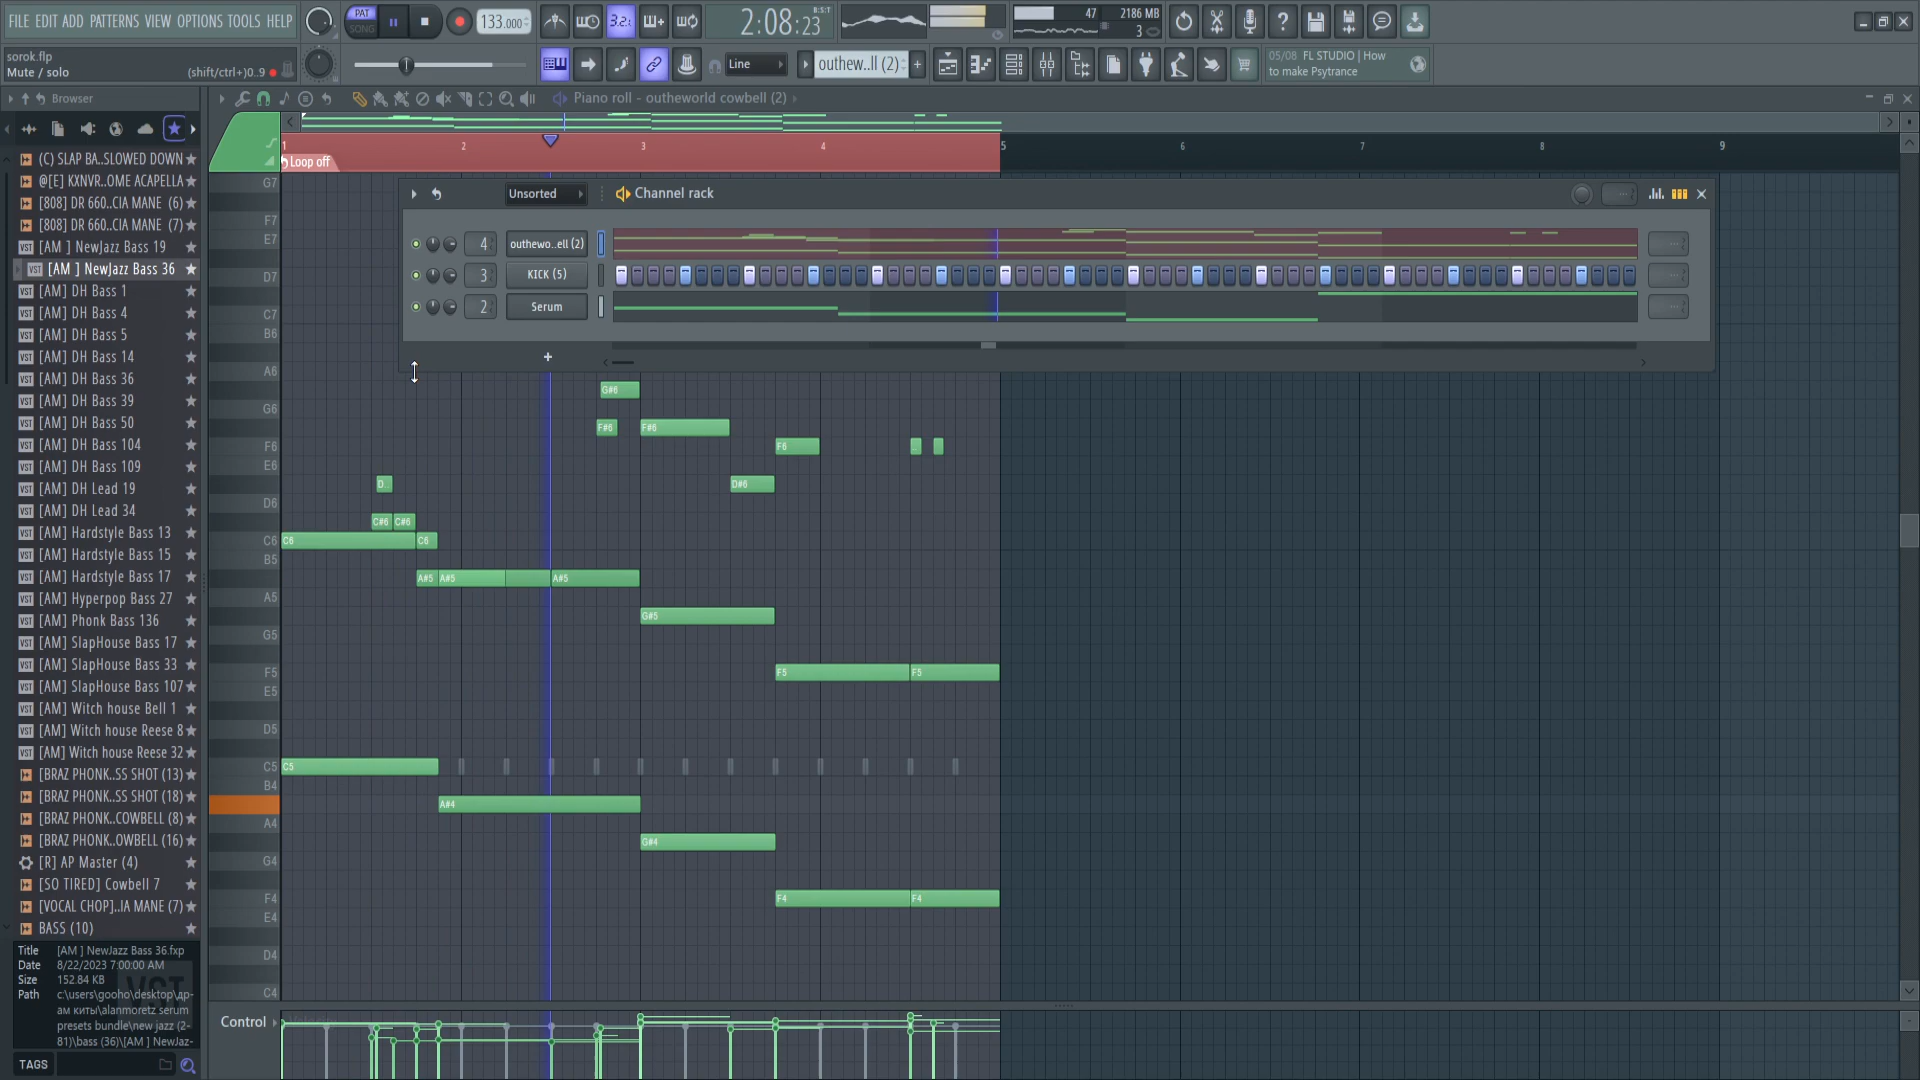 FILE EDIT ADD PATTERNS VIEW OPTIONS TOOLS HELP
PAT
SONG
133.000
3.2.
2:08:23
B:S:T
47
2186 MB
3
sorok.flp
Mute / solo
(shift/ctrl+)0..9
Line
outhew..ll (2)
+
05/08 FL STUDIO | How
to make Psytrance
Browser
Piano roll - outheworld cowbell (2)
(C) SLAP BA..SLOWED DOWN
@[E] KXNVR..OME ACAPELLA
[808] DR 660..CIA MANE (6)
[808] DR 660..CIA MANE (7)
[AM ] NewJazz Bass 19
[AM ] NewJazz Bass 36
[AM] DH Bass 1
[AM] DH Bass 4
[AM] DH Bass 5
[AM] DH Bass 14
[AM] DH Bass 36
[AM] DH Bass 39
[AM] DH Bass 50
[AM] DH Bass 104
[AM] DH Bass 109
[AM] DH Lead 19
[AM] DH Lead 34
[AM] Hardstyle Bass 13
[AM] Hardstyle Bass 15
[AM] Hardstyle Bass 17
[AM] Hyperpop Bass 27
[AM] Phonk Bass 136
[AM] SlapHouse Bass 17
[AM] SlapHouse Bass 33
[AM] SlapHouse Bass 107
[AM] Witch house Bell 1
[AM] Witch house Reese 8
[AM] Witch house Reese 32
[BRAZ PHONK..SS SHOT (13)
[BRAZ PHONK..SS SHOT (18)
[BRAZ PHONK..COWBELL (8)
[BRAZ PHONK..OWBELL (16)
[R] AP Master (4)
[SO TIRED] Cowbell 7
[VOCAL CHOP]..IA MANE (7)
BASS (10)
Title [AM ] NewJazz Bass 36.fxp
Date 8/22/2023 7:00:00 AM
Size 152.84 KB
Path c:\users\gooho\desktop\др-
ам киты\alanmoretz serum
presets bundle\new jazz (2-
81)\bass (36)\[AM ] NewJaz-
TAGS
1 2 3 4 5 6 7 8 9
Loop off
Unsorted
Channel rack
4 outhewo..ell (2)
3 KICK (5)
2 Serum
+
G7
F7
E7
D7
C7
B6
A6
G6
F6
E6
D6
C6
B5
A5
G5
F5
E5
D5
C5
B4
A4
G4
F4
E4
D4
C4
G#6
F#6 F#6
F6
D.. D#6
C#6 C#6
C6 C6
A#5 A#5 A#5
G#5
F5 F5
C5
A#4
G#4
F4 F4
Control